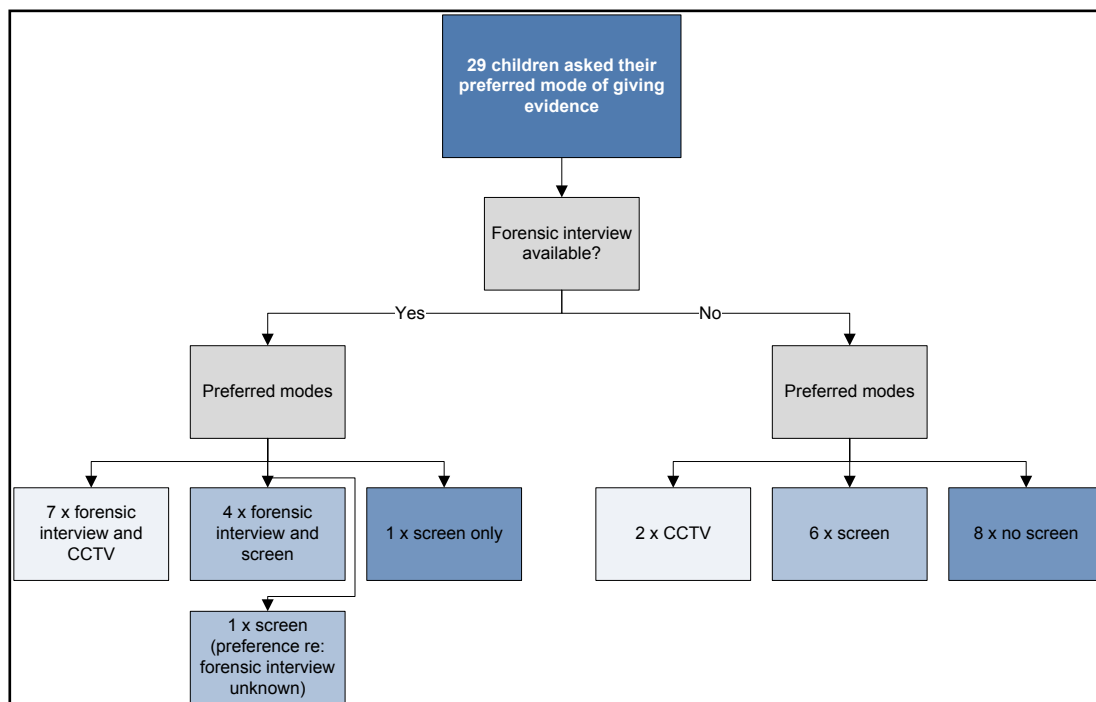 29 children asked their
preferred mode of giving
evidence
Forensic interview
available?
Yes
No
Preferred modes
Preferred modes
7 x forensic
interview and
CCTV
4 x forensic
interview and
screen
1 x screen only
2 x CCTV
6 x screen
8 x no screen
1 x screen
(preference re:
forensic interview
unknown)